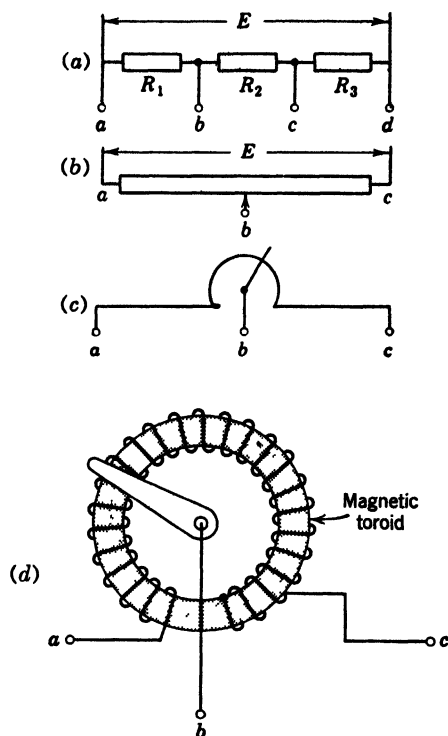 E
(a)
R1 R2 R3
a b c d
E
(b)
a c
b
(c)
a b c
Magnetic
toroid
(d)
a c
b